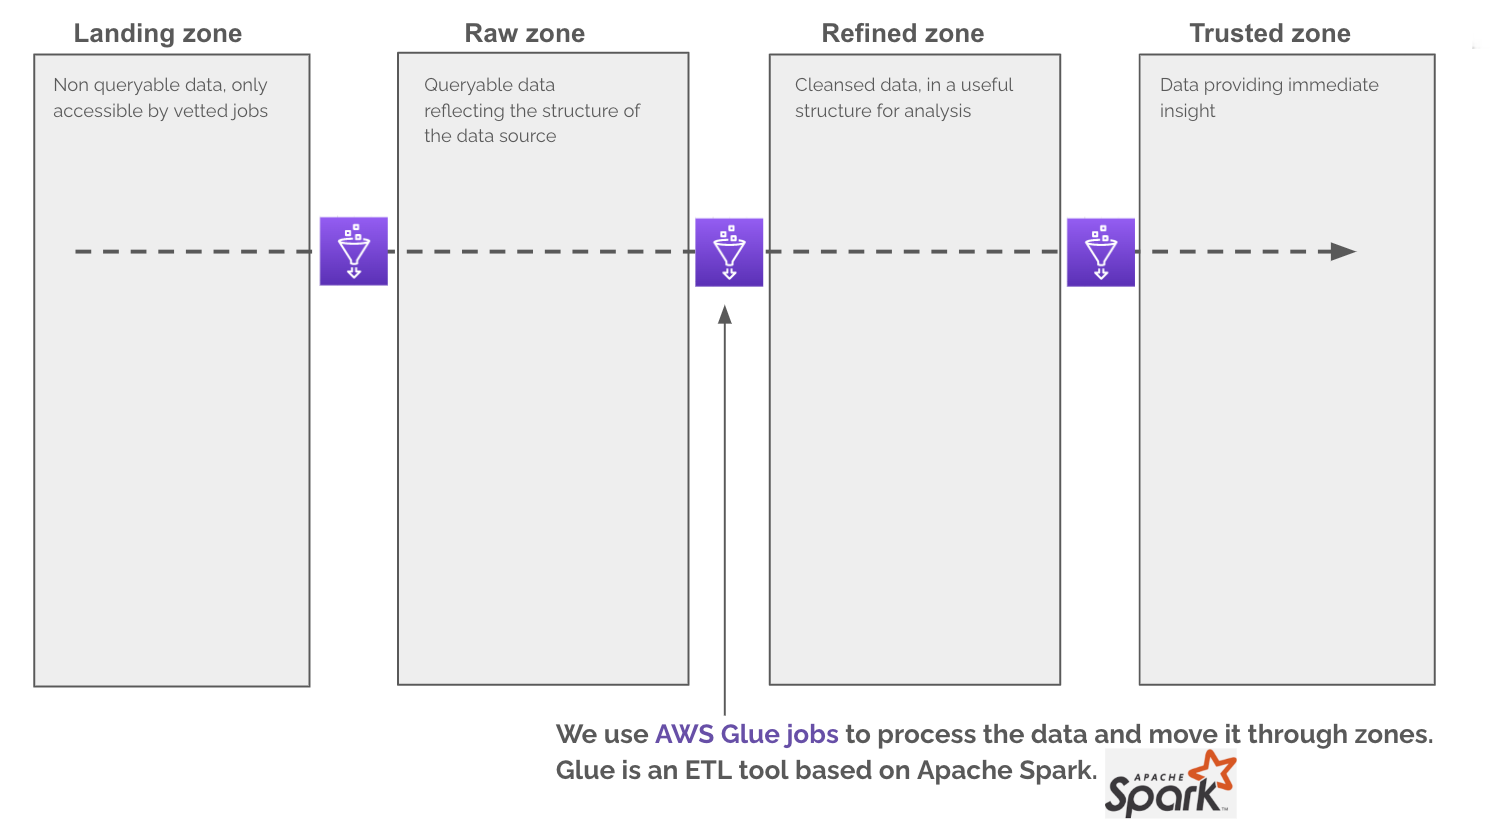 Landing zone
Raw zone
Refined zone
Trusted zone
Non queryable data, only
accessible by vetted jobs
Queryable data
reflecting the structure of
the data source
Cleansed data, in a useful
structure for analysis
Data providing immediate
insight
We use AWS Glue jobs to process the data and move it through zones.
Glue is an ETL tool based on Apache Spark.
APACHE
Spark™